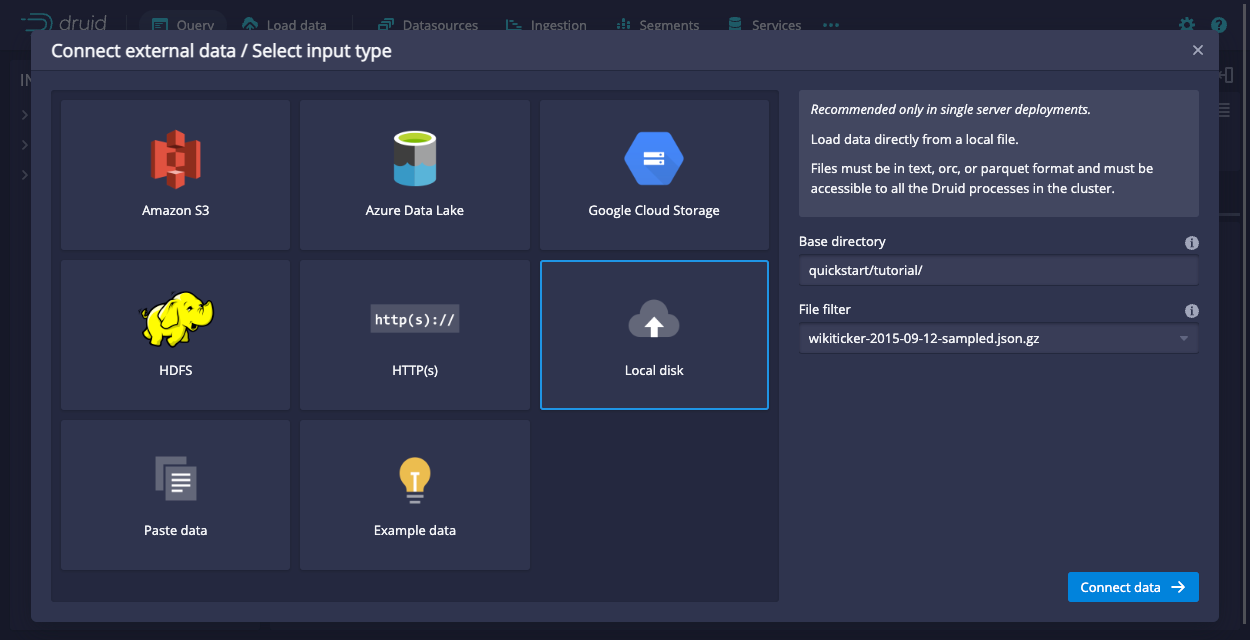 druid
Query
Load data
Datasources
Ingestion
Segments
Services
Connect external data / Select input type
Amazon S3
Azure Data Lake
Google Cloud Storage
HDFS
http(s)://
HTTP(s)
Local disk
Paste data
Example data
Recommended only in single server deployments.
Load data directly from a local file.
Files must be in text, orc, or parquet format and must be
accessible to all the Druid processes in the cluster.
Base directory
quickstart/tutorial/
File filter
wikiticker-2015-09-12-sampled.json.gz
Connect data